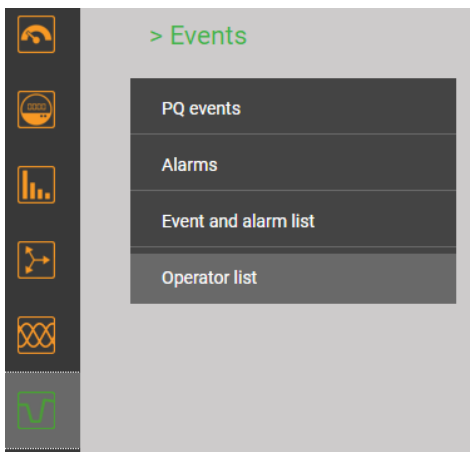 > Events
PQ events
Alarms
Event and alarm list
Operator list